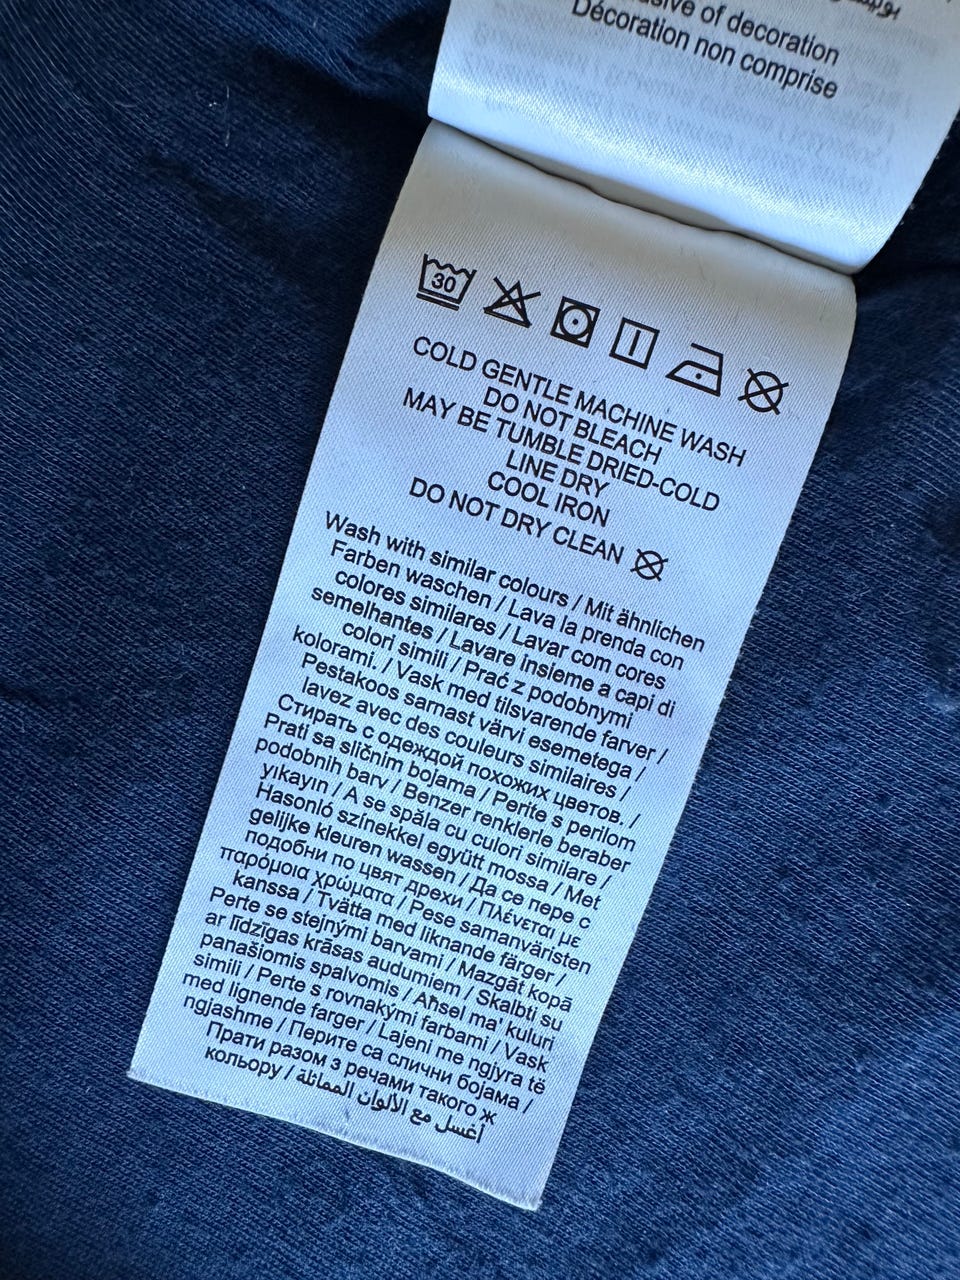 of decoration
Décoration non comprise
30
COLD GENTLE MACHINE WASH
DO NOT BLEACH
MAY BE TUMBLE DRIED-COLD
LINE DRY
COOL IRON
DO NOT DRY CLEAN
Wash with similar colours / Mit ähnlichen
Farben waschen / Lava la prenda con
colores similares / Lavar com cores
semelhantes / Lavare insieme a capi di
colori simili / Prać z podobnymi
kolorami. / Vask med tilsvarende farver /
Pestakoos sarnast värvi esemetega /
lavez avec des couleurs similaires /
Стирать с одеждой похожих цветов. /
Prati sa sličnim bojama / Perite s perilom
podobnih barv / Benzer renklerle beraber
yıkayın / A se spăla cu culori similare /
Hasonló színekkel együtt mossa / Met
gelijke kleuren wassen / Да се пере с
подобни по цвят дрехи / Πλένεται με
παρόμοια χρώματα / Pese samanväristen
kanssa / Tvätta med liknande färger /
Perte se stejnými barvami / Mazgāt kopā
ar līdzīgas krāsas audumiem / Skalbti su
panašiomis spalvomis / Aħsel ma' kuluri
simili / Perte s rovnakými farbami / Vask
med lignende farger / Lajeni me ngjyra të
ngjashme / Перите са слични бојама /
Прати разом з речами такого ж
кольору / أغسل مع الألوان المماثلة